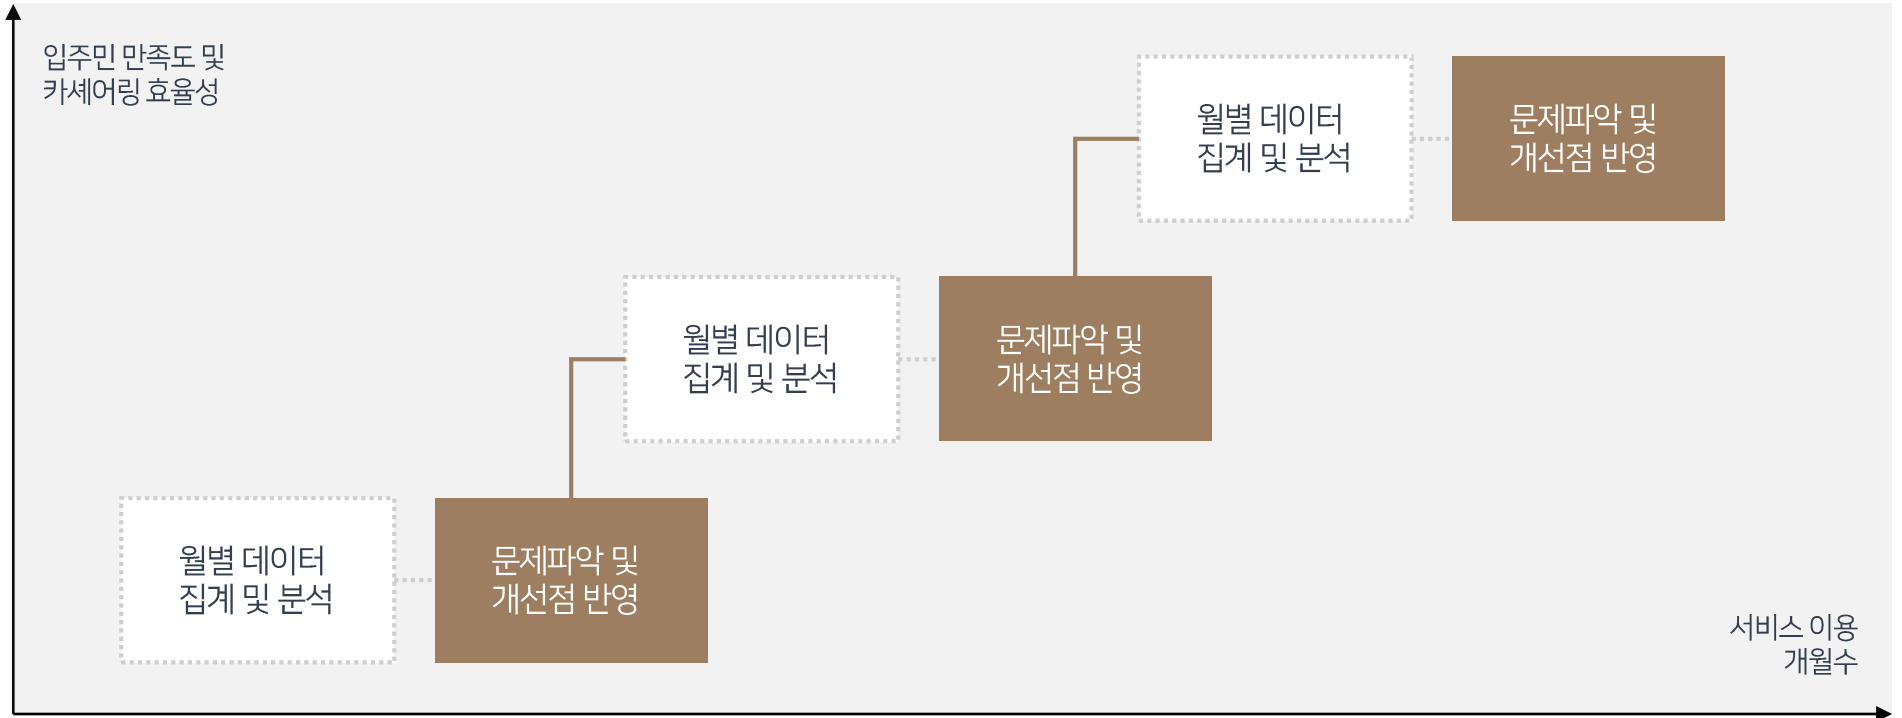 입주민 만족도 및
카셰어링 효율성
월별 데이터
집계 및 분석
문제파악 및
개선점 반영
월별 데이터
집계 및 분석
문제파악 및
개선점 반영
월별 데이터
집계 및 분석
문제파악 및
개선점 반영
서비스 이용
개월수